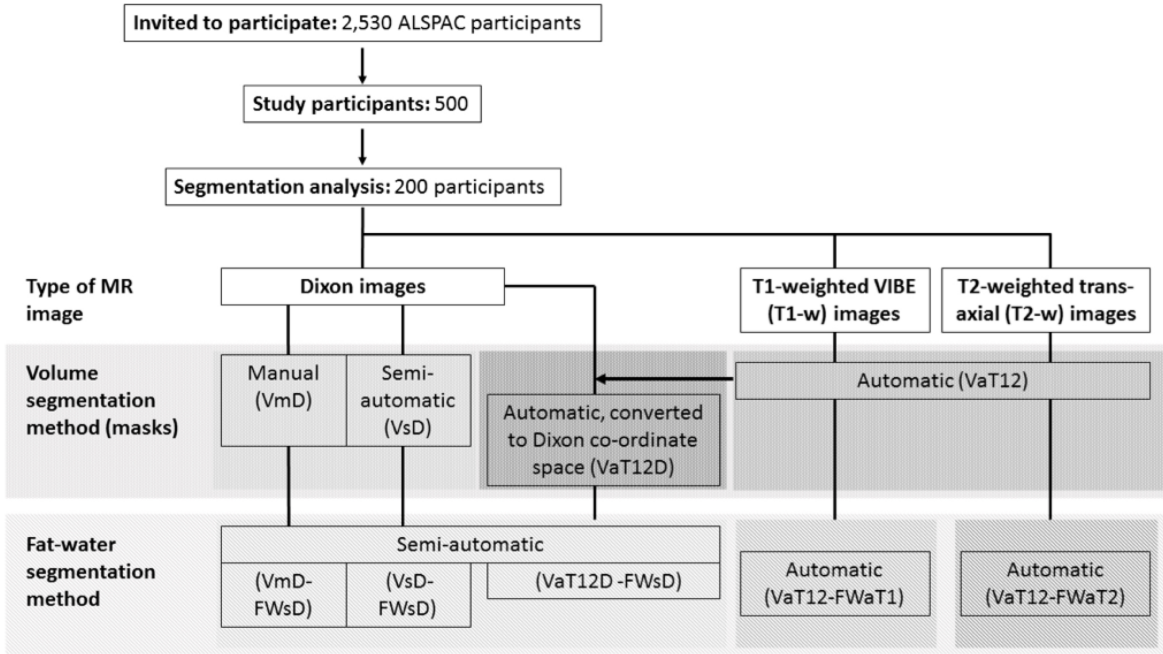 Invited to participate: 2,530 ALSPAC participants
Study participants: 500
Segmentation analysis: 200 participants
Type of MR
image
Dixon images
T1-weighted VIBE
(T1-w) images
T2-weighted trans-
axial (T2-w) images
Volume
segmentation
method (masks)
Manual
(VmD)
Semi-
automatic
(VsD)
Automatic, converted
to Dixon co-ordinate
space (VaT12D)
Automatic (VaT12)
Fat-water
segmentation
method
Semi-automatic
(VmD-
FWsD)
(VsD-
FWsD)
(VaT12D -FWsD)
Automatic
(VaT12-FWaT1)
Automatic
(VaT12-FWaT2)